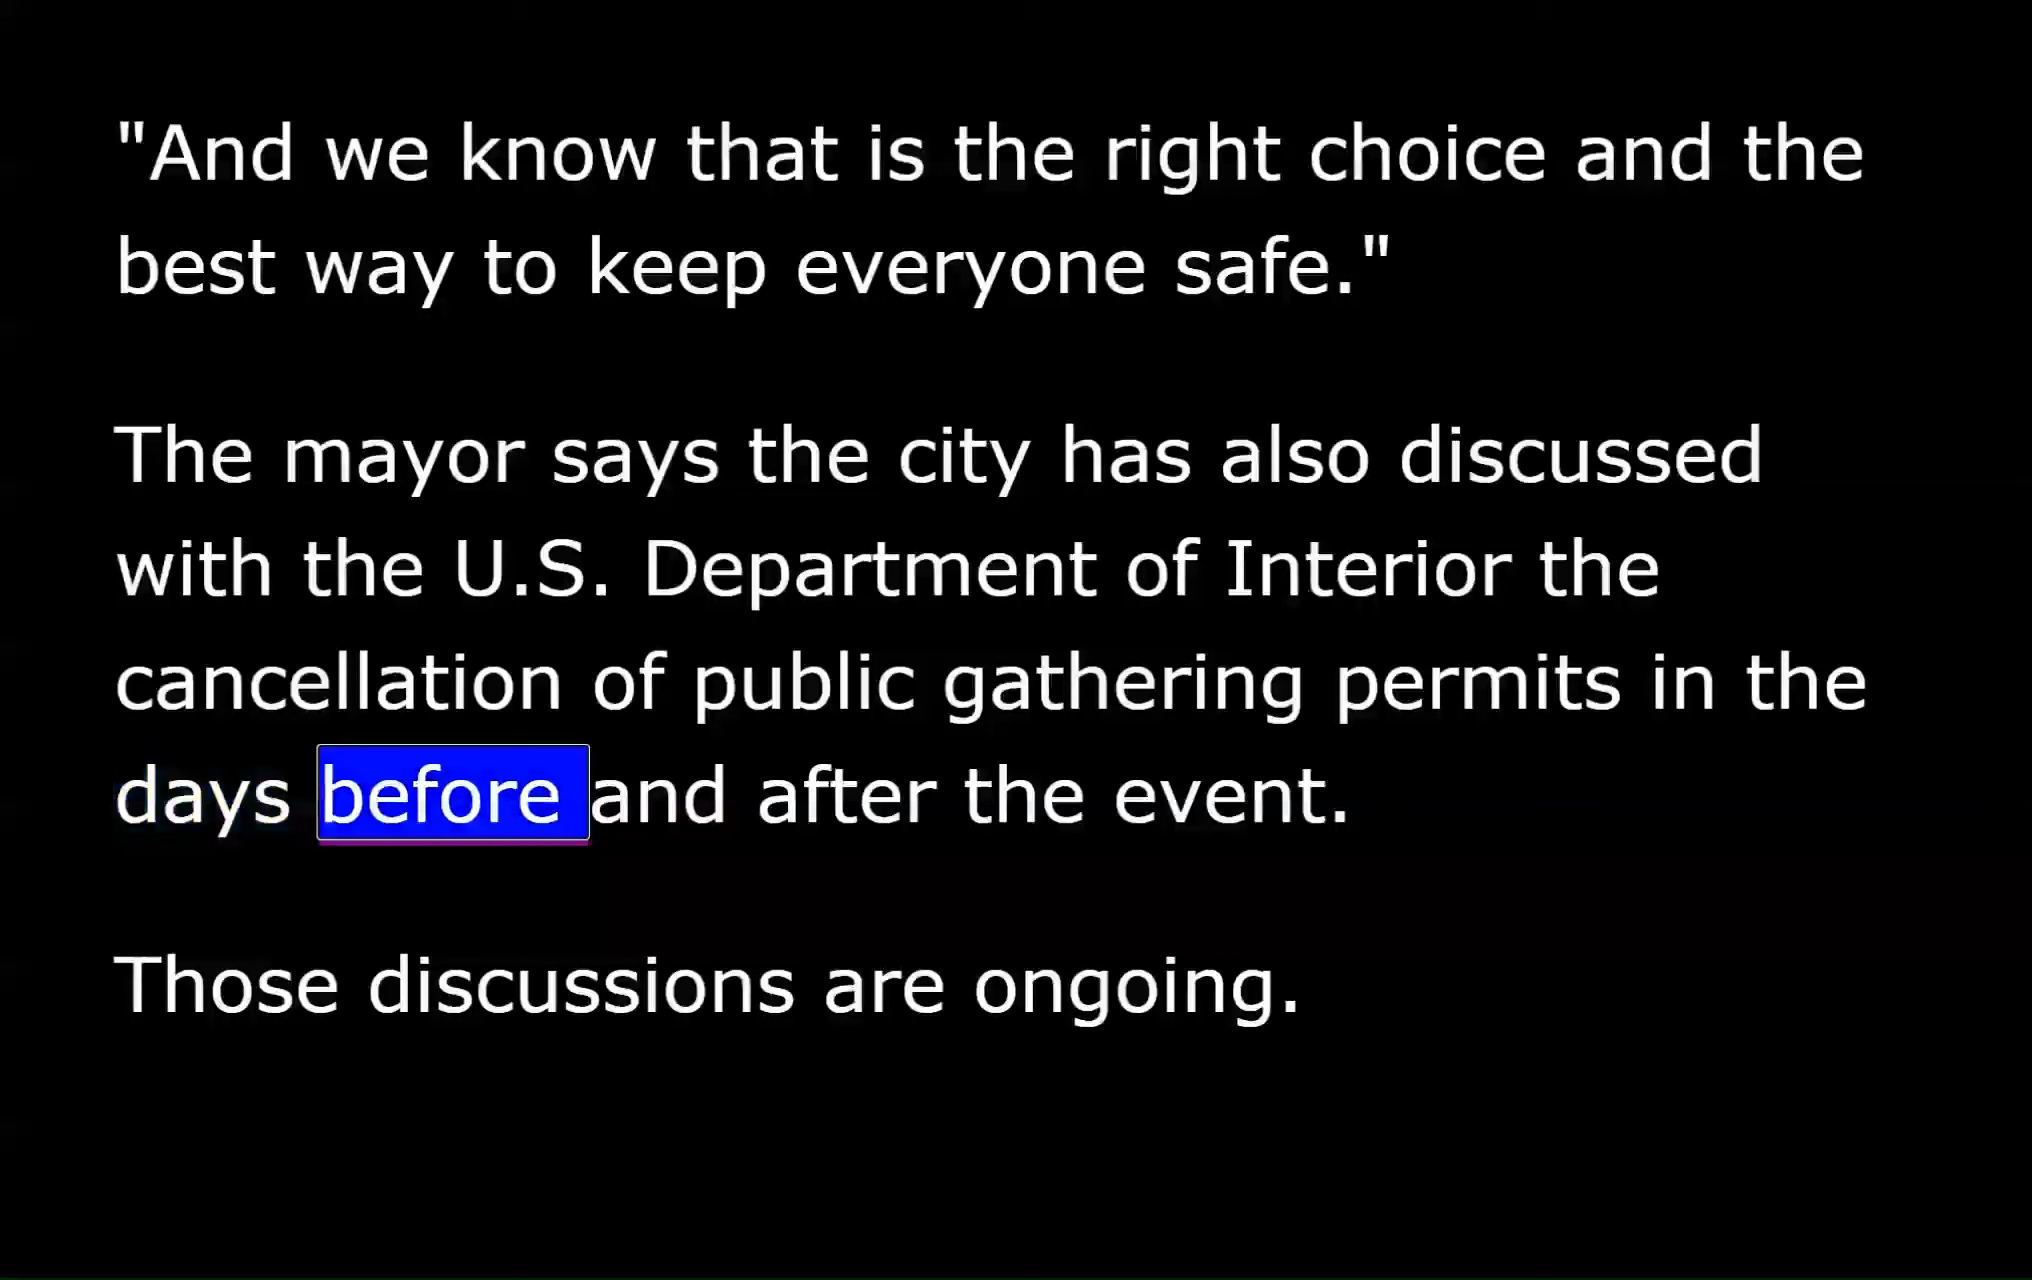 "And we know that is the right choice and the
best way to keep everyone safe."
The mayor says the city has also discussed
with the U.S. Department of Interior the
cancellation of public gathering permits in the
days before and after the event.
Those discussions are ongoing.